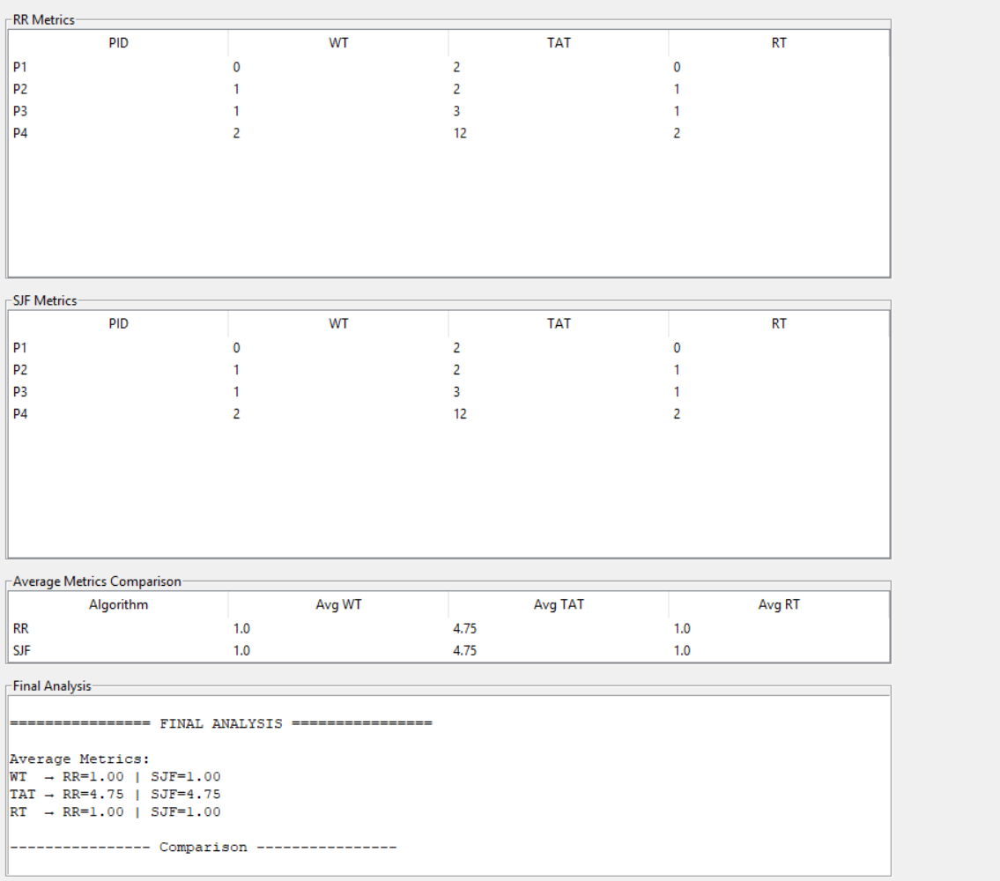 RR Metrics
PID WT TAT RT
P1 0 2 0
P2 1 2 1
P3 1 3 1
P4 2 12 2
SJF Metrics
PID WT TAT RT
P1 0 2 0
P2 1 2 1
P3 1 3 1
P4 2 12 2
Average Metrics Comparison
Algorithm Avg WT Avg TAT Avg RT
RR 1.0 4.75 1.0
SJF 1.0 4.75 1.0
Final Analysis
================ FINAL ANALYSIS ================
Average Metrics:
WT → RR=1.00 | SJF=1.00
TAT → RR=4.75 | SJF=4.75
RT → RR=1.00 | SJF=1.00
---------------- Comparison ----------------